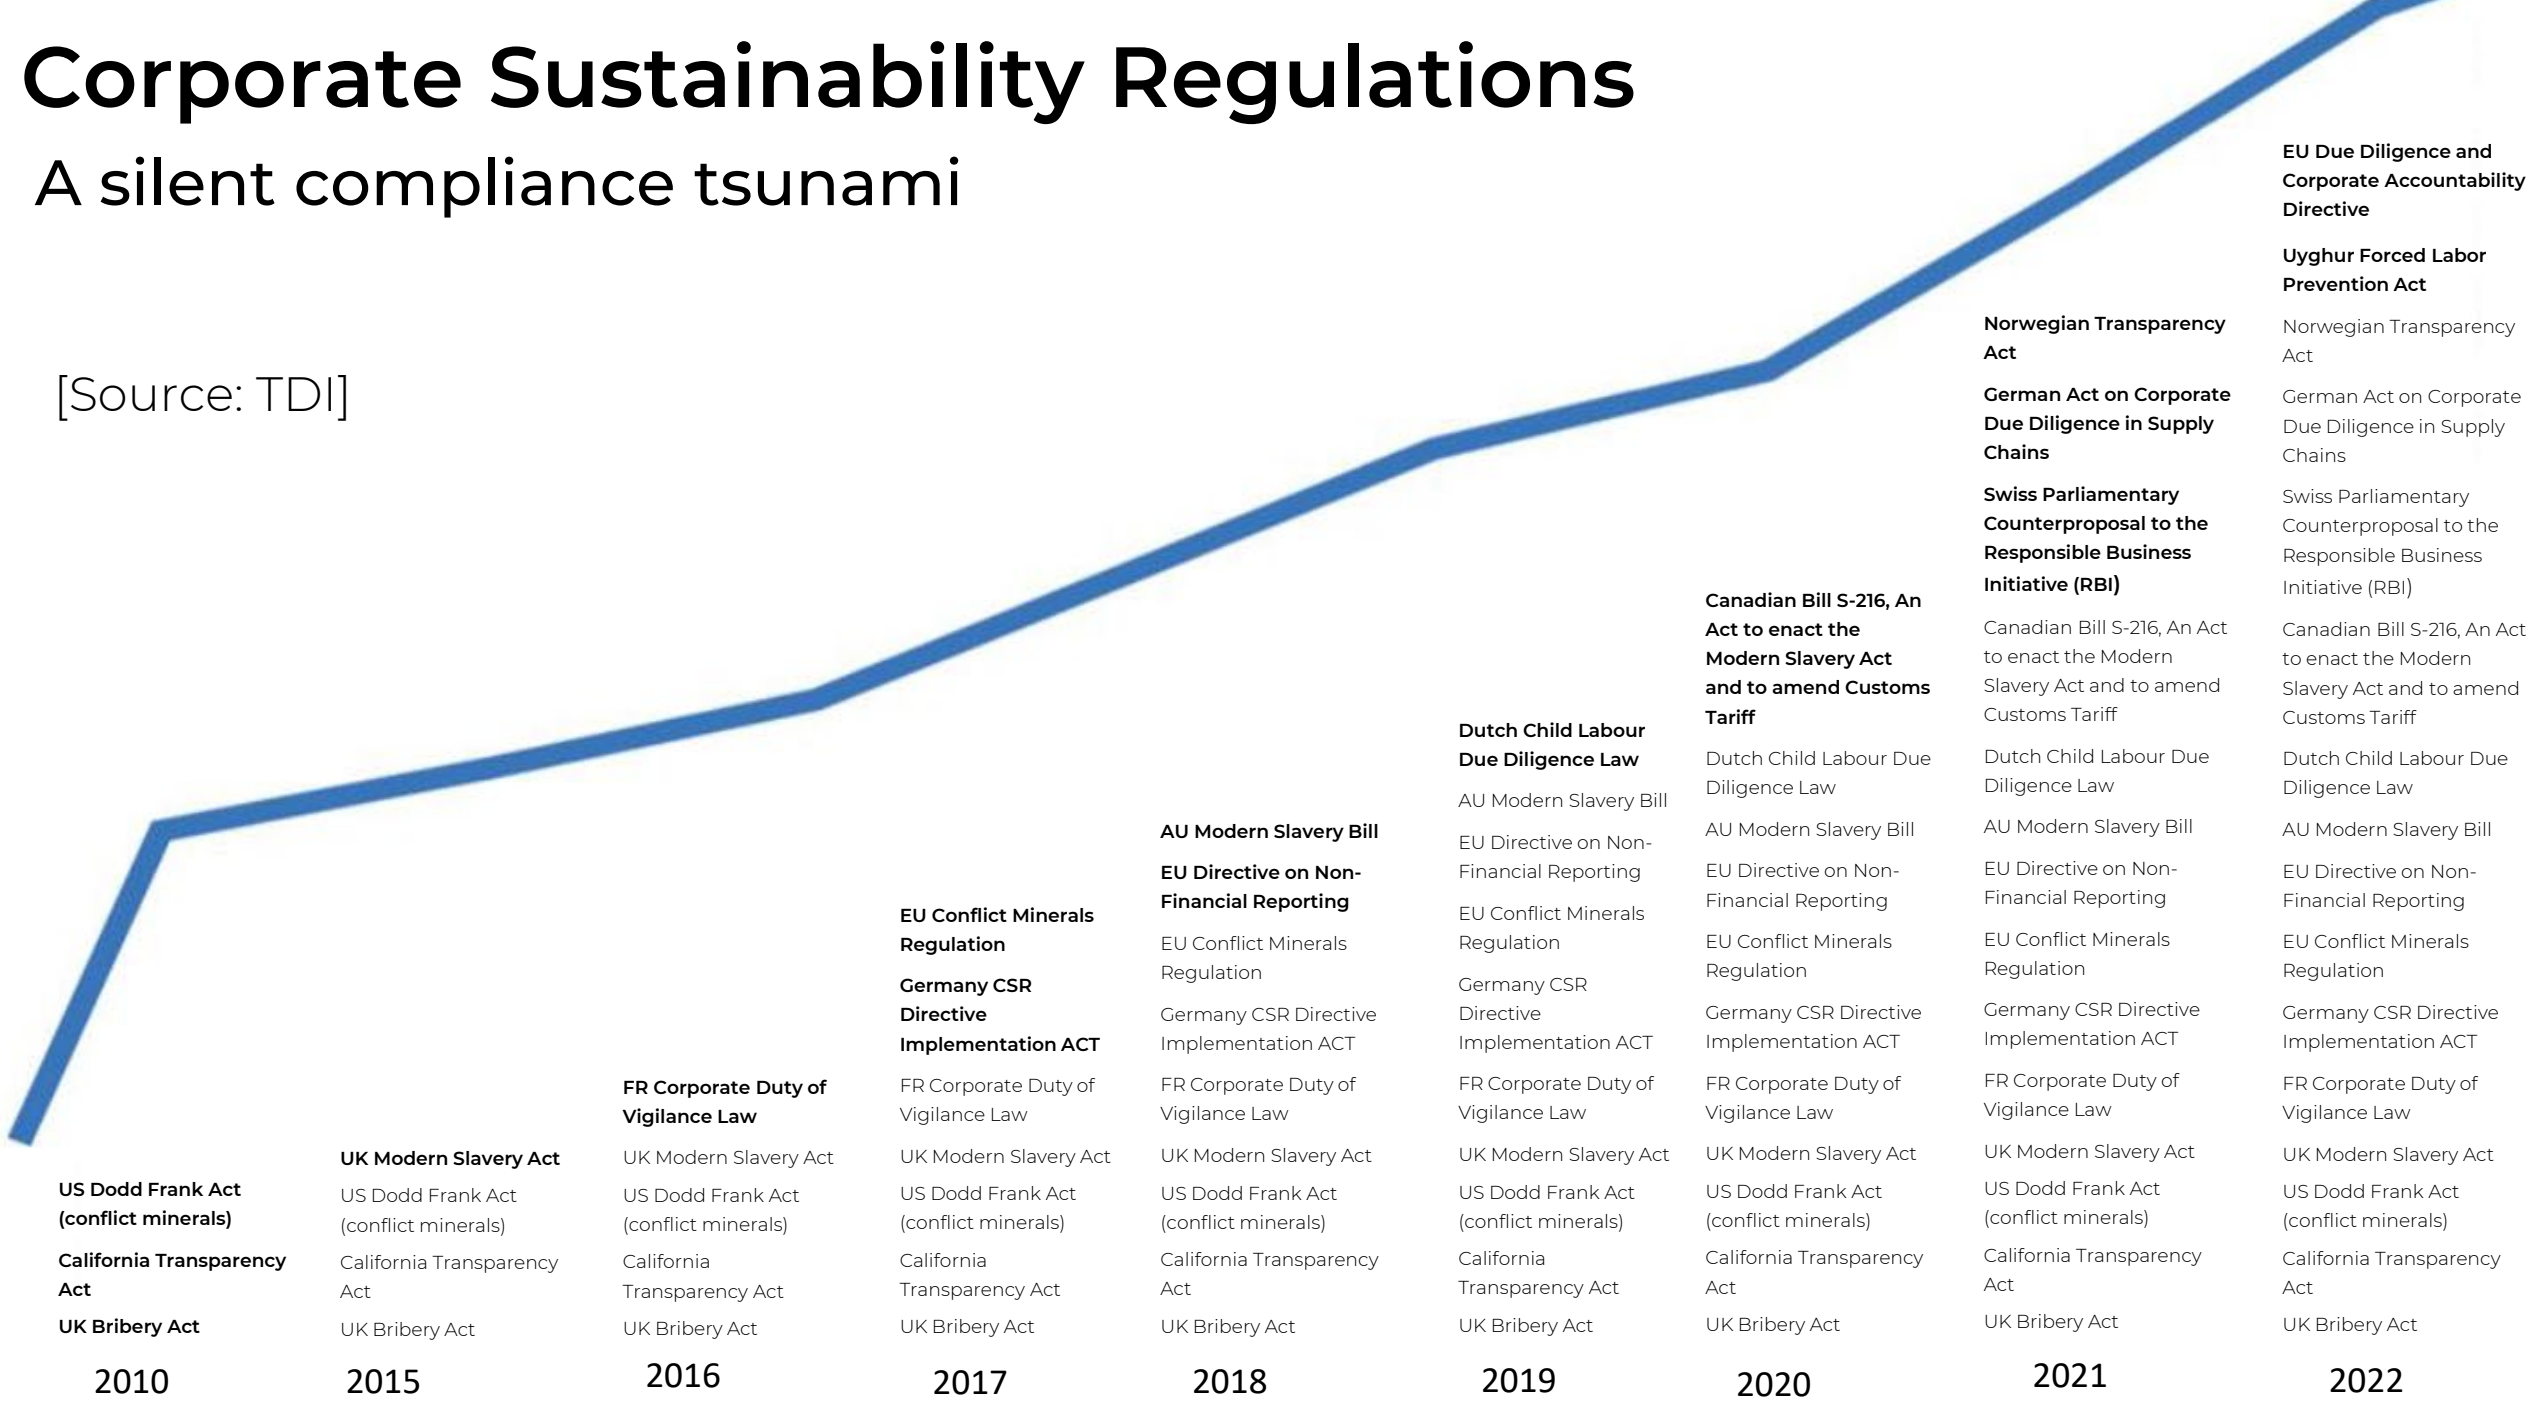 Corporate Sustainability Regulations
A silent compliance tsunami
[Source: TDI]
US Dodd Frank Act
(conflict minerals)
California Transparency
Act
UK Bribery Act
2010
UK Modern Slavery Act
US Dodd Frank Act
(conflict minerals)
California Transparency
Act
UK Bribery Act
2015
FR Corporate Duty of
Vigilance Law
UK Modern Slavery Act
US Dodd Frank Act
(conflict minerals)
California
Transparency Act
UK Bribery Act
2016
EU Conflict Minerals
Regulation
Germany CSR
Directive
Implementation ACT
FR Corporate Duty of
Vigilance Law
UK Modern Slavery Act
US Dodd Frank Act
(conflict minerals)
California
Transparency Act
UK Bribery Act
2017
AU Modern Slavery Bill
EU Directive on Non-
Financial Reporting
EU Conflict Minerals
Regulation
Germany CSR Directive
Implementation ACT
FR Corporate Duty of
Vigilance Law
UK Modern Slavery Act
US Dodd Frank Act
(conflict minerals)
California Transparency
Act
UK Bribery Act
2018
Dutch Child Labour
Due Diligence Law
AU Modern Slavery Bill
EU Directive on Non-
Financial Reporting
EU Conflict Minerals
Regulation
Germany CSR
Directive
Implementation ACT
FR Corporate Duty of
Vigilance Law
UK Modern Slavery Act
US Dodd Frank Act
(conflict minerals)
California
Transparency Act
UK Bribery Act
2019
Canadian Bill S-216, An
Act to enact the
Modern Slavery Act
and to amend Customs
Tariff
Dutch Child Labour Due
Diligence Law
AU Modern Slavery Bill
EU Directive on Non-
Financial Reporting
EU Conflict Minerals
Regulation
Germany CSR Directive
Implementation ACT
FR Corporate Duty of
Vigilance Law
UK Modern Slavery Act
US Dodd Frank Act
(conflict minerals)
California Transparency
Act
UK Bribery Act
2020
Norwegian Transparency
Act
German Act on Corporate
Due Diligence in Supply
Chains
Swiss Parliamentary
Counterproposal to the
Responsible Business
Initiative (RBI)
Canadian Bill S-216, An Act
to enact the Modern
Slavery Act and to amend
Customs Tariff
Dutch Child Labour Due
Diligence Law
AU Modern Slavery Bill
EU Directive on Non-
Financial Reporting
EU Conflict Minerals
Regulation
Germany CSR Directive
Implementation ACT
FR Corporate Duty of
Vigilance Law
UK Modern Slavery Act
US Dodd Frank Act
(conflict minerals)
California Transparency
Act
UK Bribery Act
2021
EU Due Diligence and
Corporate Accountability
Directive
Uyghur Forced Labor
Prevention Act
Norwegian Transparency
Act
German Act on Corporate
Due Diligence in Supply
Chains
Swiss Parliamentary
Counterproposal to the
Responsible Business
Initiative (RBI)
Canadian Bill S-216, An Act
to enact the Modern
Slavery Act and to amend
Customs Tariff
Dutch Child Labour Due
Diligence Law
AU Modern Slavery Bill
EU Directive on Non-
Financial Reporting
EU Conflict Minerals
Regulation
Germany CSR Directive
Implementation ACT
FR Corporate Duty of
Vigilance Law
UK Modern Slavery Act
US Dodd Frank Act
(conflict minerals)
California Transparency
Act
UK Bribery Act
2022